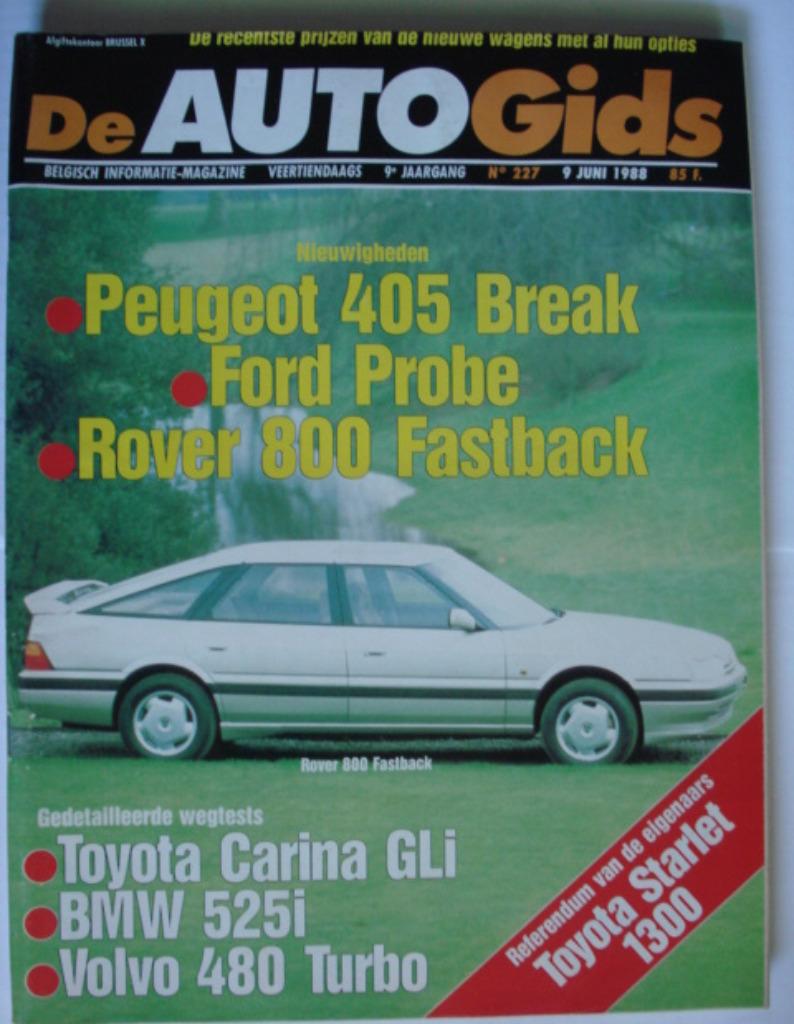 Afgiftekantoor BRUSSEL X
De recentste prijzen van de nieuwe wagens met al hun opties
De AUTOGids
BELGISCH INFORMATIE-MAGAZINE VEERTIENDAAGS 9e JAARGANG N° 227 9 JUNI 1988 85 F.
Nieuwigheden
Peugeot 405 Break
Ford Probe
Rover 800 Fastback
Rover 800 Fastback
Gedetailleerde wegtests
Toyota Carina GLi
BMW 525i
Volvo 480 Turbo
Referendum van de eigenaars
Toyota Starlet
1300